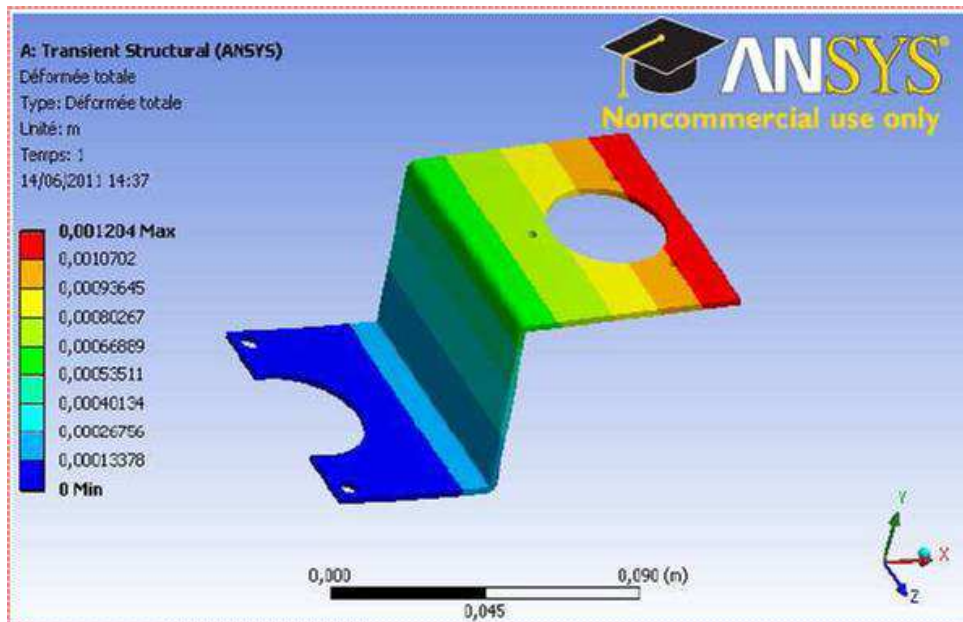 A: Transient Structural (ANSYS)
Déformée totale
Type: Déformée totale
Unité: m
Temps: 1
14/06/2011 14:37
ANSYS
Noncommercial use only
0,001204 Max
0,0010702
0,00093645
0,00080267
0,00066889
0,00053511
0,00040134
0,00026756
0,00013378
0 Min
0,000
0,090 (m)
0,045
Y
X
Z